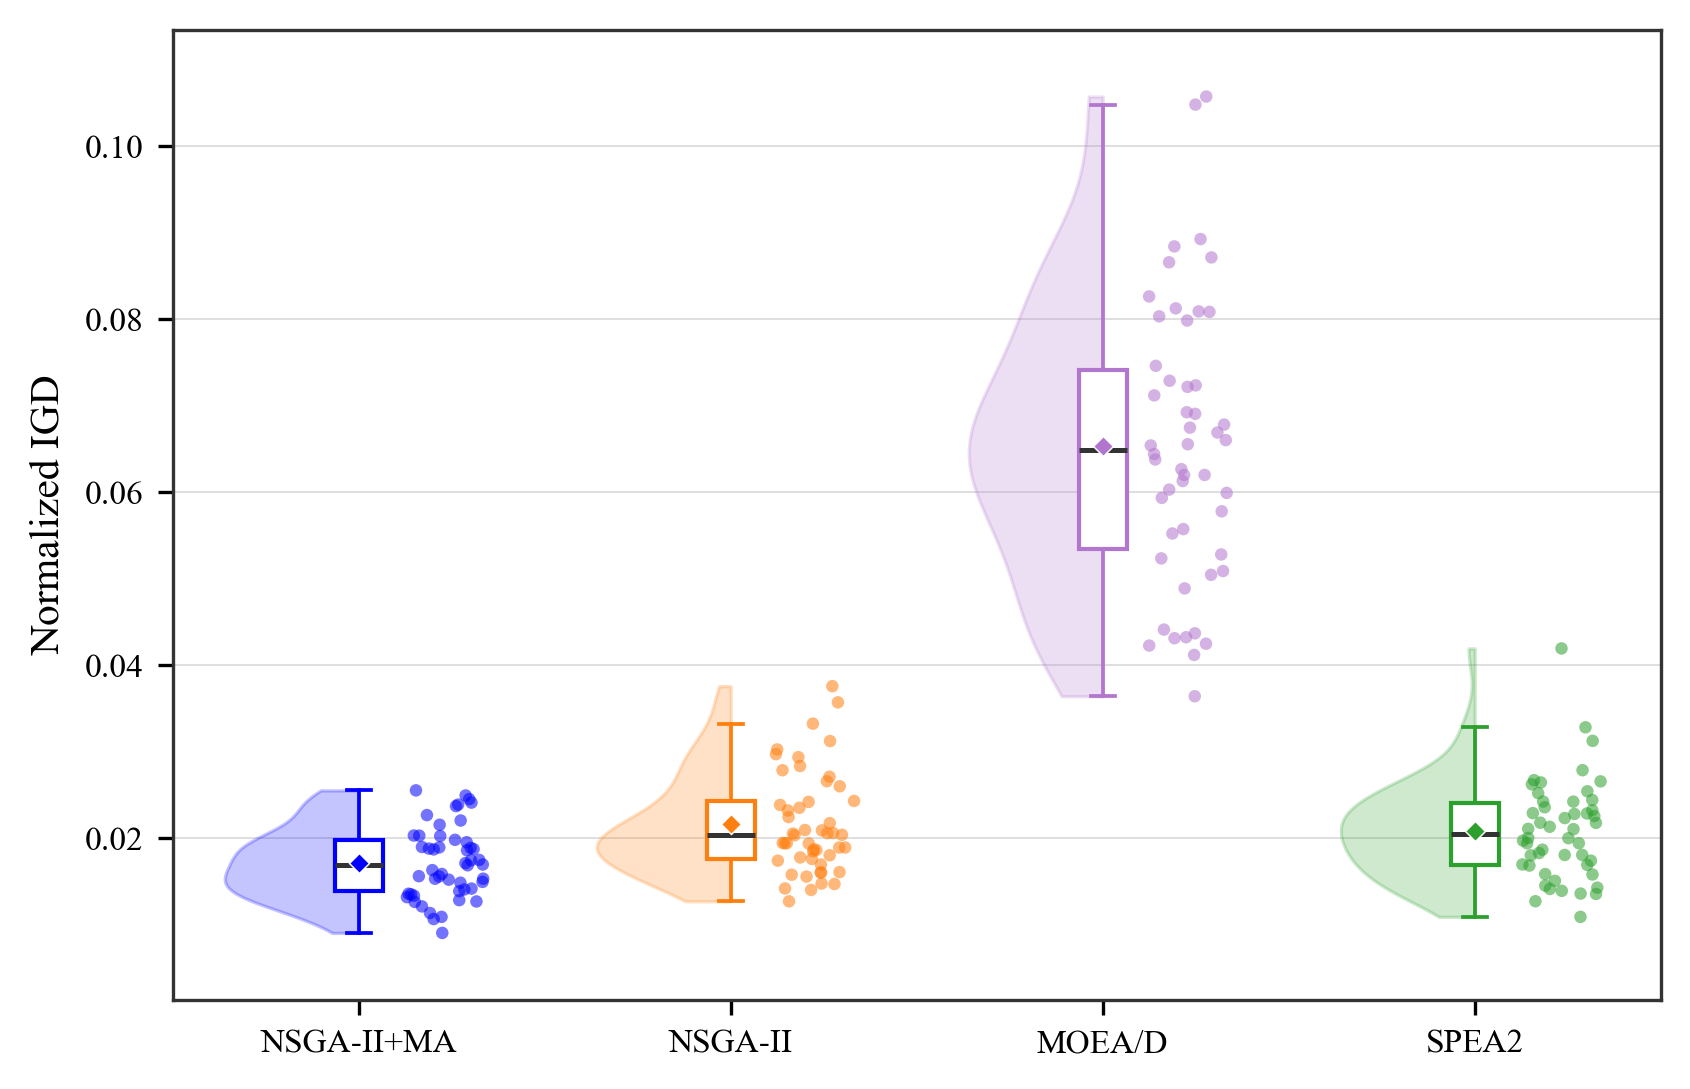 Normalized IGD
0.10
0.08
0.06
0.04
0.02
NSGA-II+MA
NSGA-II
MOEA/D
SPEA2